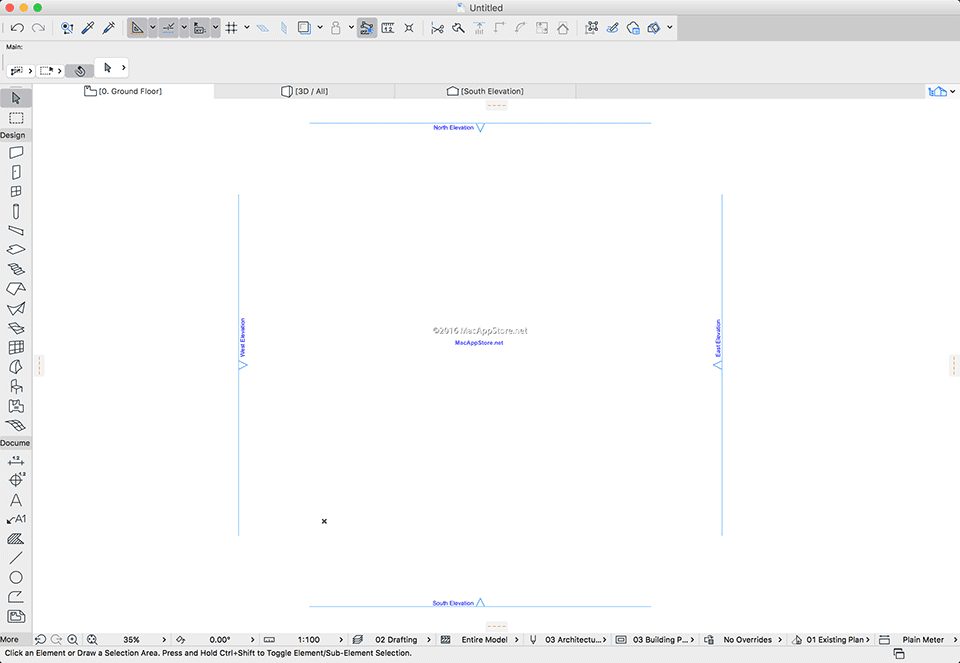 Untitled
Main:
[0. Ground Floor]
[3D / All]
[South Elevation]
North Elevation
Design
West Elevation
East Elevation
©2016 MacAppStore.net
MacAppStore.net
Docume
A1
South Elevation
More
35%
0.00°
1:100
02 Drafting
Entire Model
03 Architectu...
03 Building P...
No Overrides
01 Existing Plan
Plain Meter
Click an Element or Draw a Selection Area. Press and Hold Ctrl+Shift to Toggle Element/Sub-Element Selection.